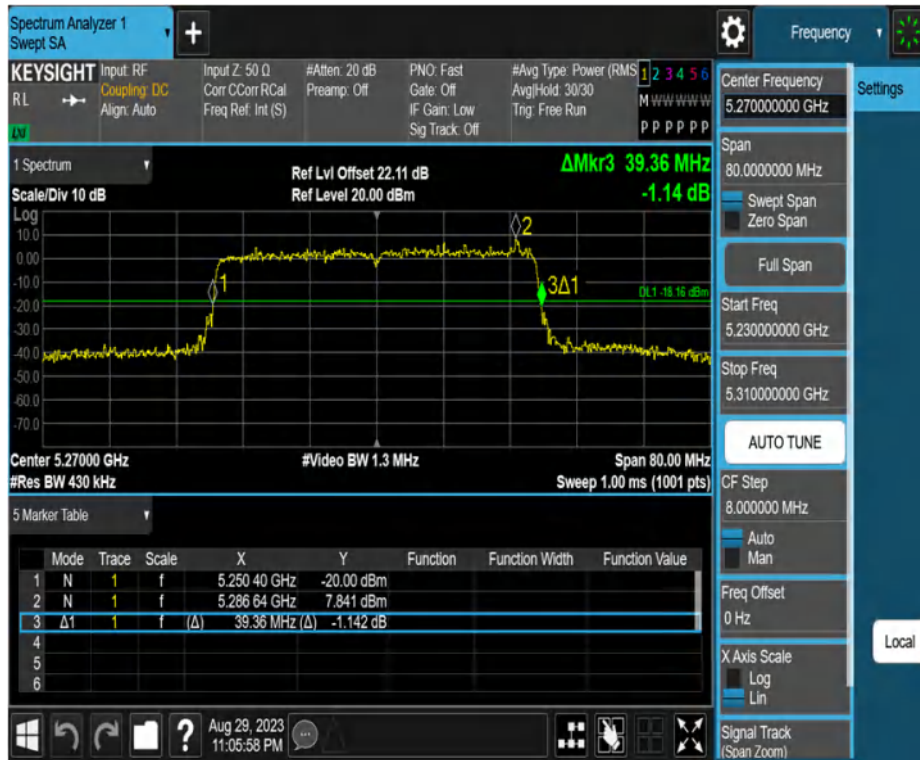 Spectrum Analyzer 1
Swept SA
+
Frequency
KEYSIGHT
RL
LXI
Input: RF
Coupling: DC
Align: Auto
Input Z: 50 Ω
Corr CCorr RCal
Freq Ref: Int (S)
#Atten: 20 dB
Preamp: Off
PNO: Fast
Gate: Off
IF Gain: Low
Sig Track: Off
#Avg Type: Power (RMS
Avg|Hold: 30/30
Trig: Free Run
1 2 3 4 5 6
M W W W W W
P P P P P P
1 Spectrum
Scale/Div 10 dB
Ref Lvl Offset 22.11 dB
Ref Level 20.00 dBm
ΔMkr3 39.36 MHz
-1.14 dB
Log
10.0
0.00
-10.0
-20.0
-30.0
-40.0
-50.0
-60.0
-70.0
1
2
3Δ1
DL1 -18.16 dBm
Center 5.27000 GHz
#Res BW 430 kHz
#Video BW 1.3 MHz
Span 80.00 MHz
Sweep 1.00 ms (1001 pts)
5 Marker Table
Mode Trace Scale X Y Function Function Width Function Value
1 N 1 f 5.250 40 GHz -20.00 dBm
2 N 1 f 5.286 64 GHz 7.841 dBm
3 Δ1 1 f (Δ) 39.36 MHz (Δ) -1.142 dB
4
5
6
?
Aug 29, 2023
11:05:58 PM
Center Frequency
5.270000000 GHz
Settings
Span
80.0000000 MHz
Swept Span
Zero Span
Full Span
Start Freq
5.230000000 GHz
Stop Freq
5.310000000 GHz
AUTO TUNE
CF Step
8.000000 MHz
Auto
Man
Freq Offset
0 Hz
X Axis Scale
Log
Lin
Local
Signal Track
(Span Zoom)